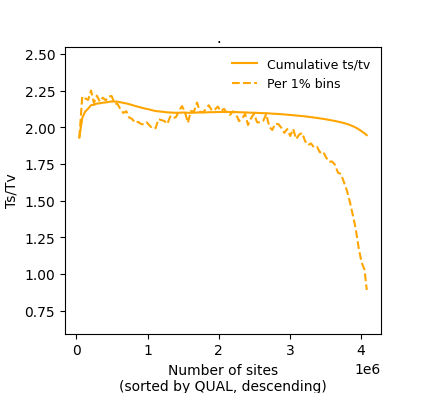 .
2.50
2.25
2.00
1.75
1.50
1.25
1.00
0.75
Ts/Tv
Cumulative ts/tv
Per 1% bins
0 1 2 3 4
1e6
Number of sites
(sorted by QUAL, descending)